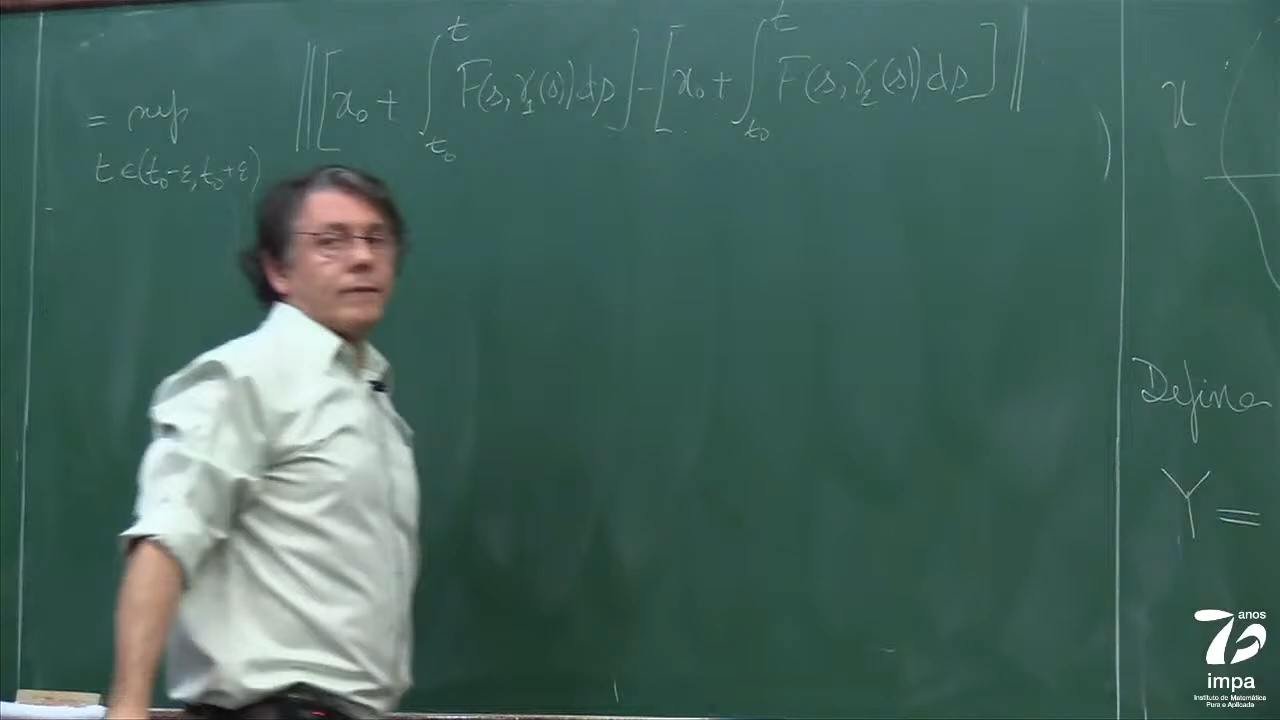 = sup ‖[x₀ + ∫_{t₀}^{t} F(s, γ₁(s)) ds] - [x₀ + ∫_{t₀}^{t} F(s, γ₂(s)) ds]‖
t ∈ (t₀-ε, t₀+ε)
x
Define
Y =
70 anos
impa
Instituto de Matemática
Pura e Aplicada